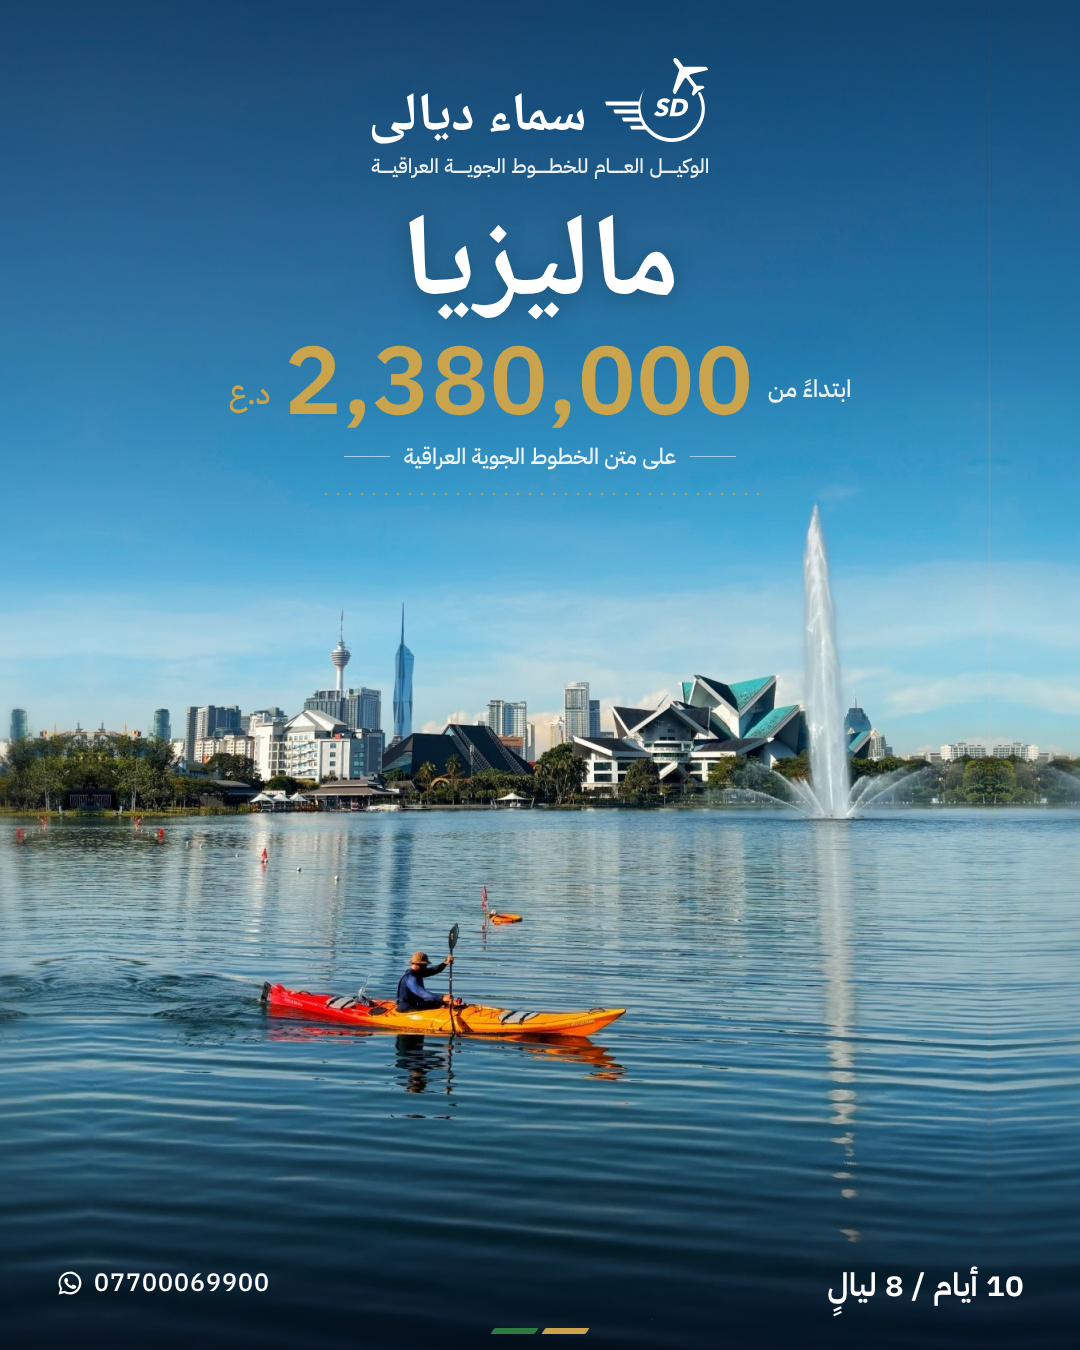 SD
سماء ديالى
الوكيـل العـام للخطـوط الجويـة العراقيـة
ماليزيا
ابتداءً من 2,380,000 د.ع
على متن الخطوط الجوية العراقية
10 أيام / 8 ليالٍ
07700069900